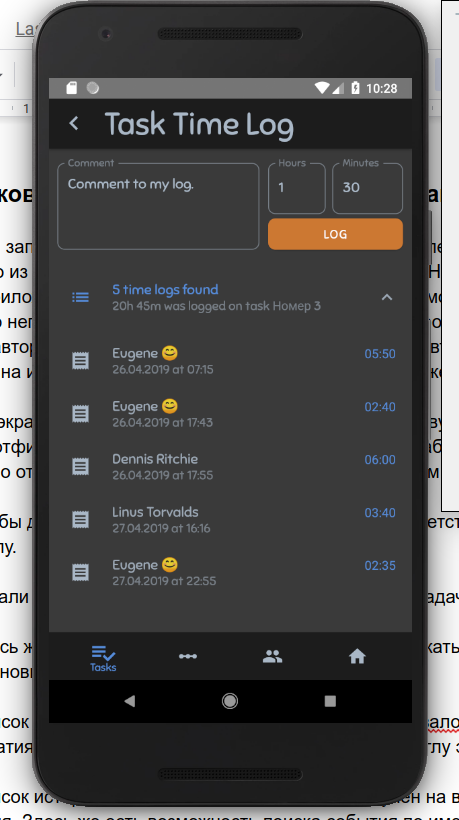 10:28
Task Time Log
Comment
Comment to my log.
Hours
1
Minutes
30
LOG
5 time logs found
20h 45m was logged on task Номер 3
Eugene 😊
05:50
26.04.2019 at 07:15
Eugene 😊
02:40
26.04.2019 at 17:43
Dennis Ritchie
06:00
26.04.2019 at 17:55
Linus Torvalds
03:40
27.04.2019 at 16:16
Eugene 😊
02:35
27.04.2019 at 22:55
Tasks